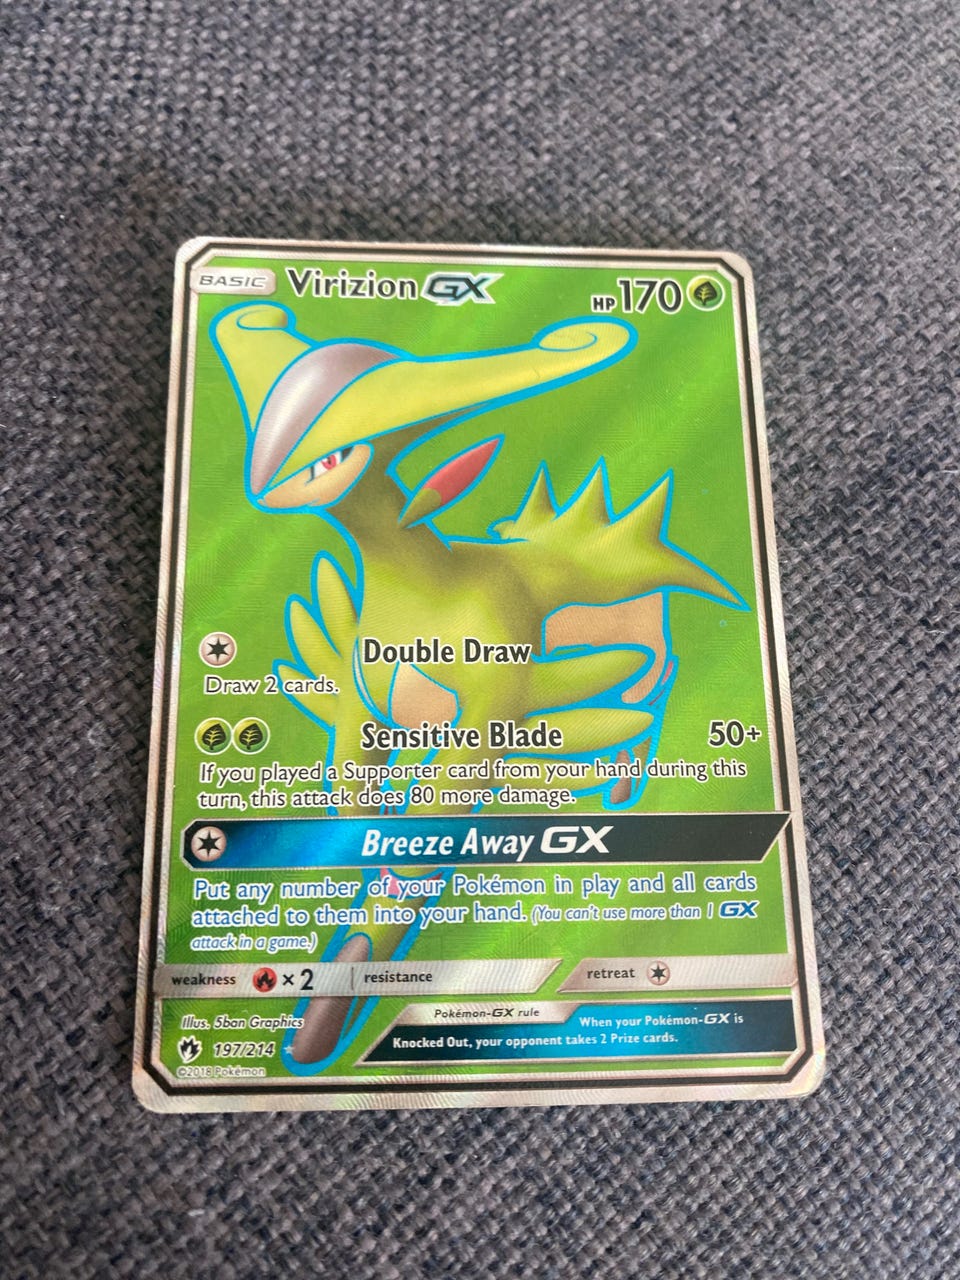 BASIC Virizion GX HP 170
Double Draw
Draw 2 cards.
Sensitive Blade 50+
If you played a Supporter card from your hand during this
turn, this attack does 80 more damage.
Breeze Away GX
Put any number of your Pokémon in play and all cards
attached to them into your hand. (You can't use more than 1 GX
attack in a game.)
weakness × 2 resistance retreat
Pokémon-GX rule
When your Pokémon-GX is
Knocked Out, your opponent takes 2 Prize cards.
Illus. 5ban Graphics
197/214
©2018 Pokémon